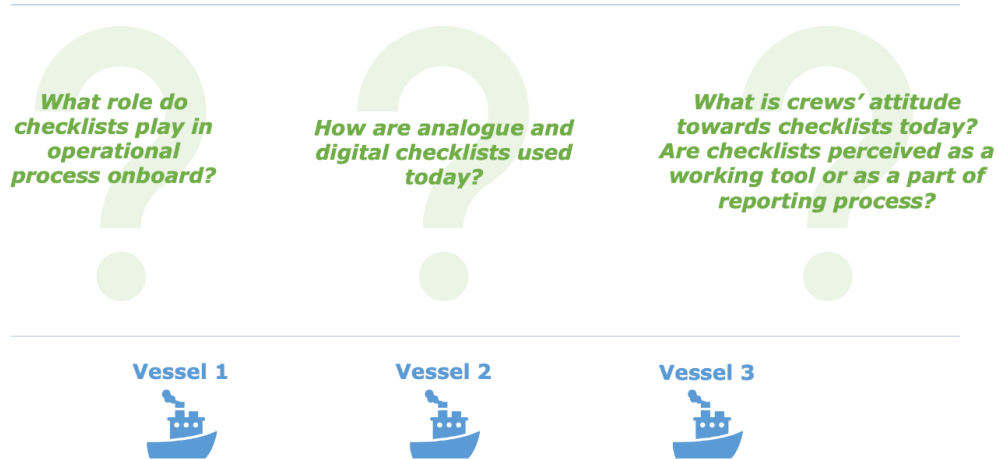 What role do
checklists play in
operational
process onboard?
How are analogue and
digital checklists used
today?
What is crews’ attitude
towards checklists today?
Are checklists perceived as a
working tool or as a part of
reporting process?
Vessel 1
Vessel 2
Vessel 3